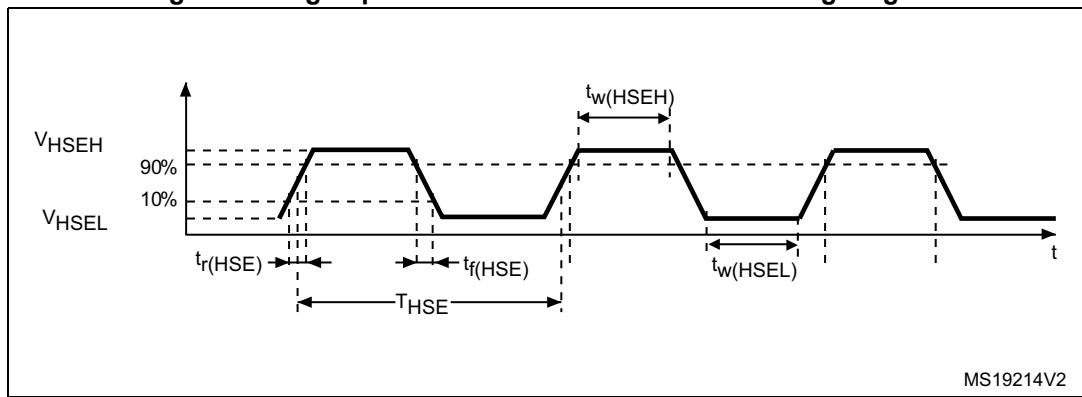 tw(HSEH)
VHSEH
90%
10%
VHSEL
tr(HSE)
tf(HSE)
tw(HSEL)
t
THSE
MS19214V2